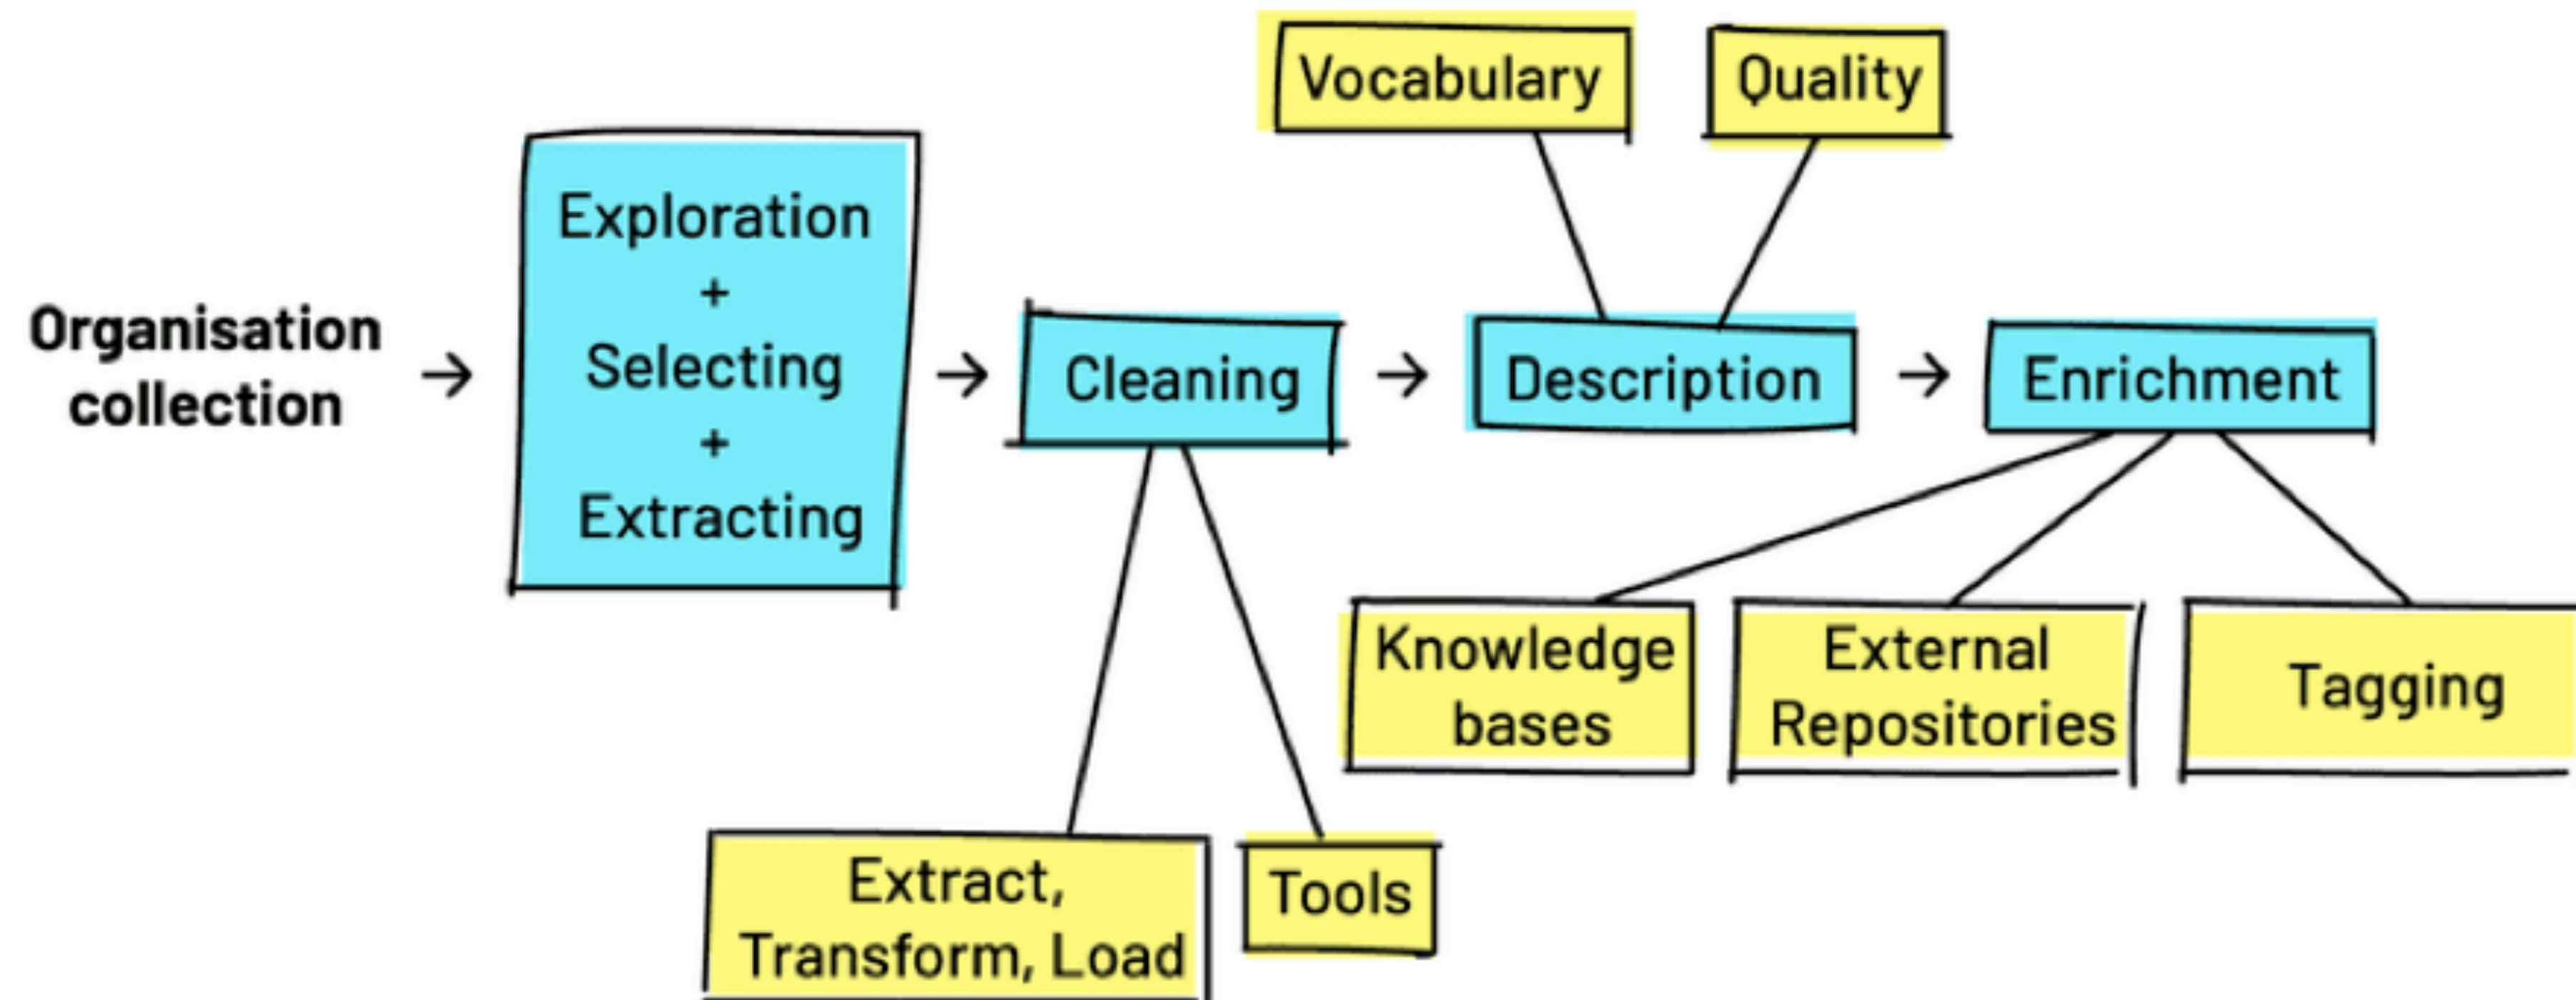 Vocabulary
Quality
Exploration
+
Selecting
+
Extracting
Organisation
collection
→
→
Cleaning
→
Description
→
Enrichment
Knowledge
bases
External
Repositories
Tagging
Extract,
Transform, Load
Tools